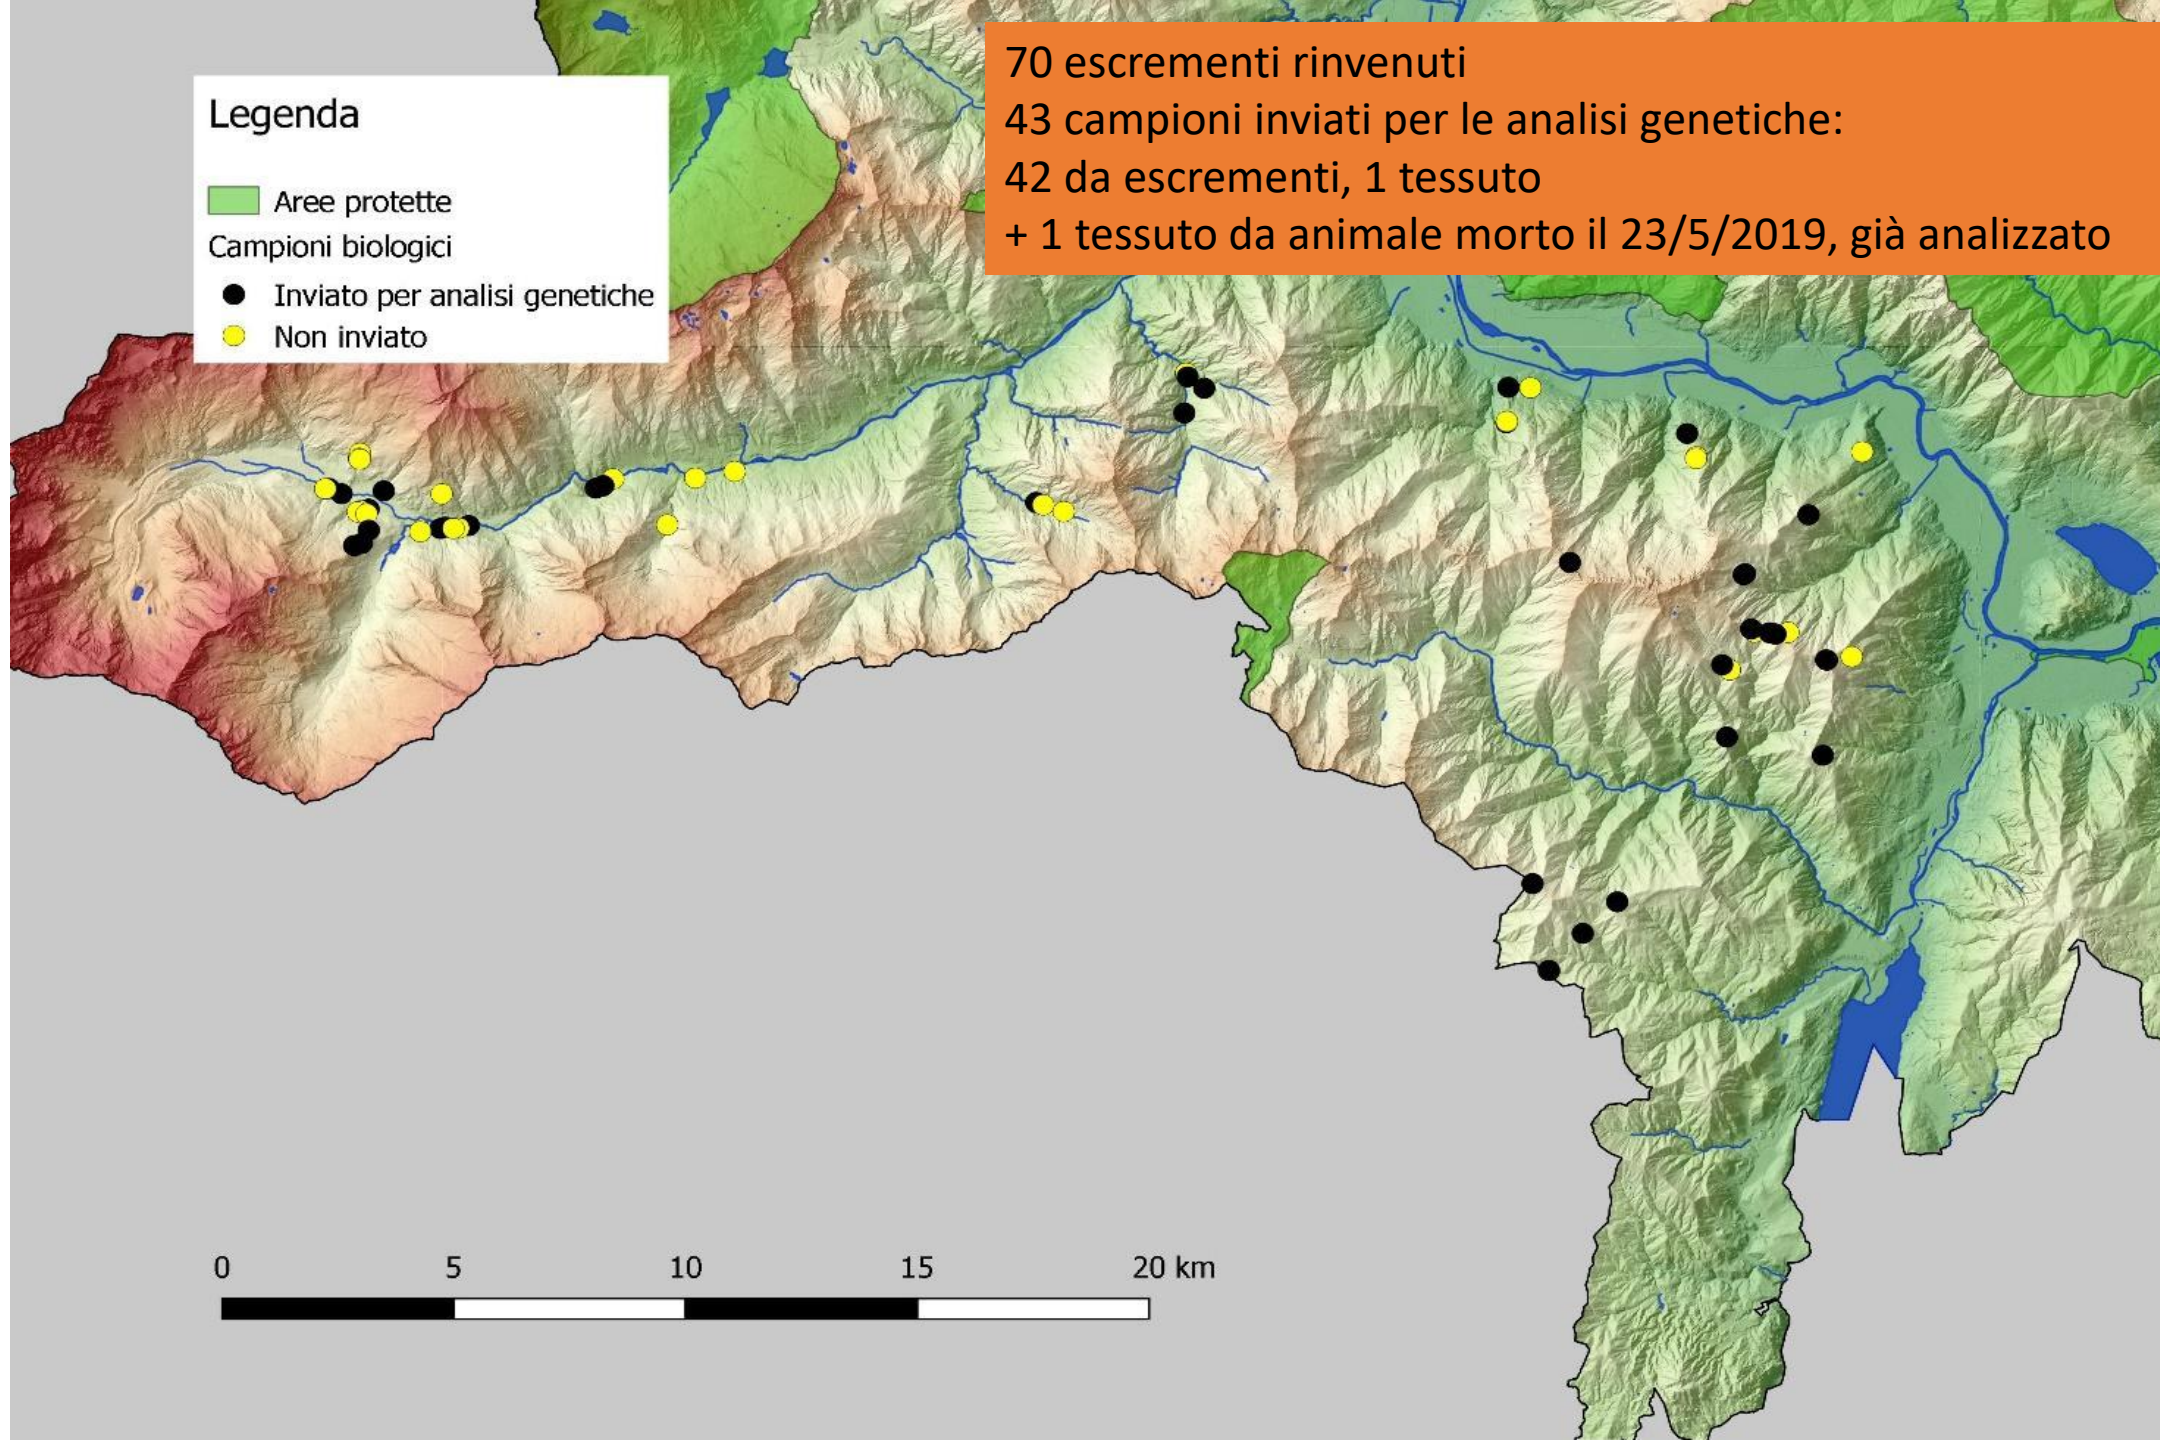 70 escrementi rinvenuti
43 campioni inviati per le analisi genetiche:
42 da escrementi, 1 tessuto
+ 1 tessuto da animale morto il 23/5/2019, già analizzato
Legenda
Aree protette
Campioni biologici
Inviato per analisi genetiche
Non inviato
0 5 10 15 20 km